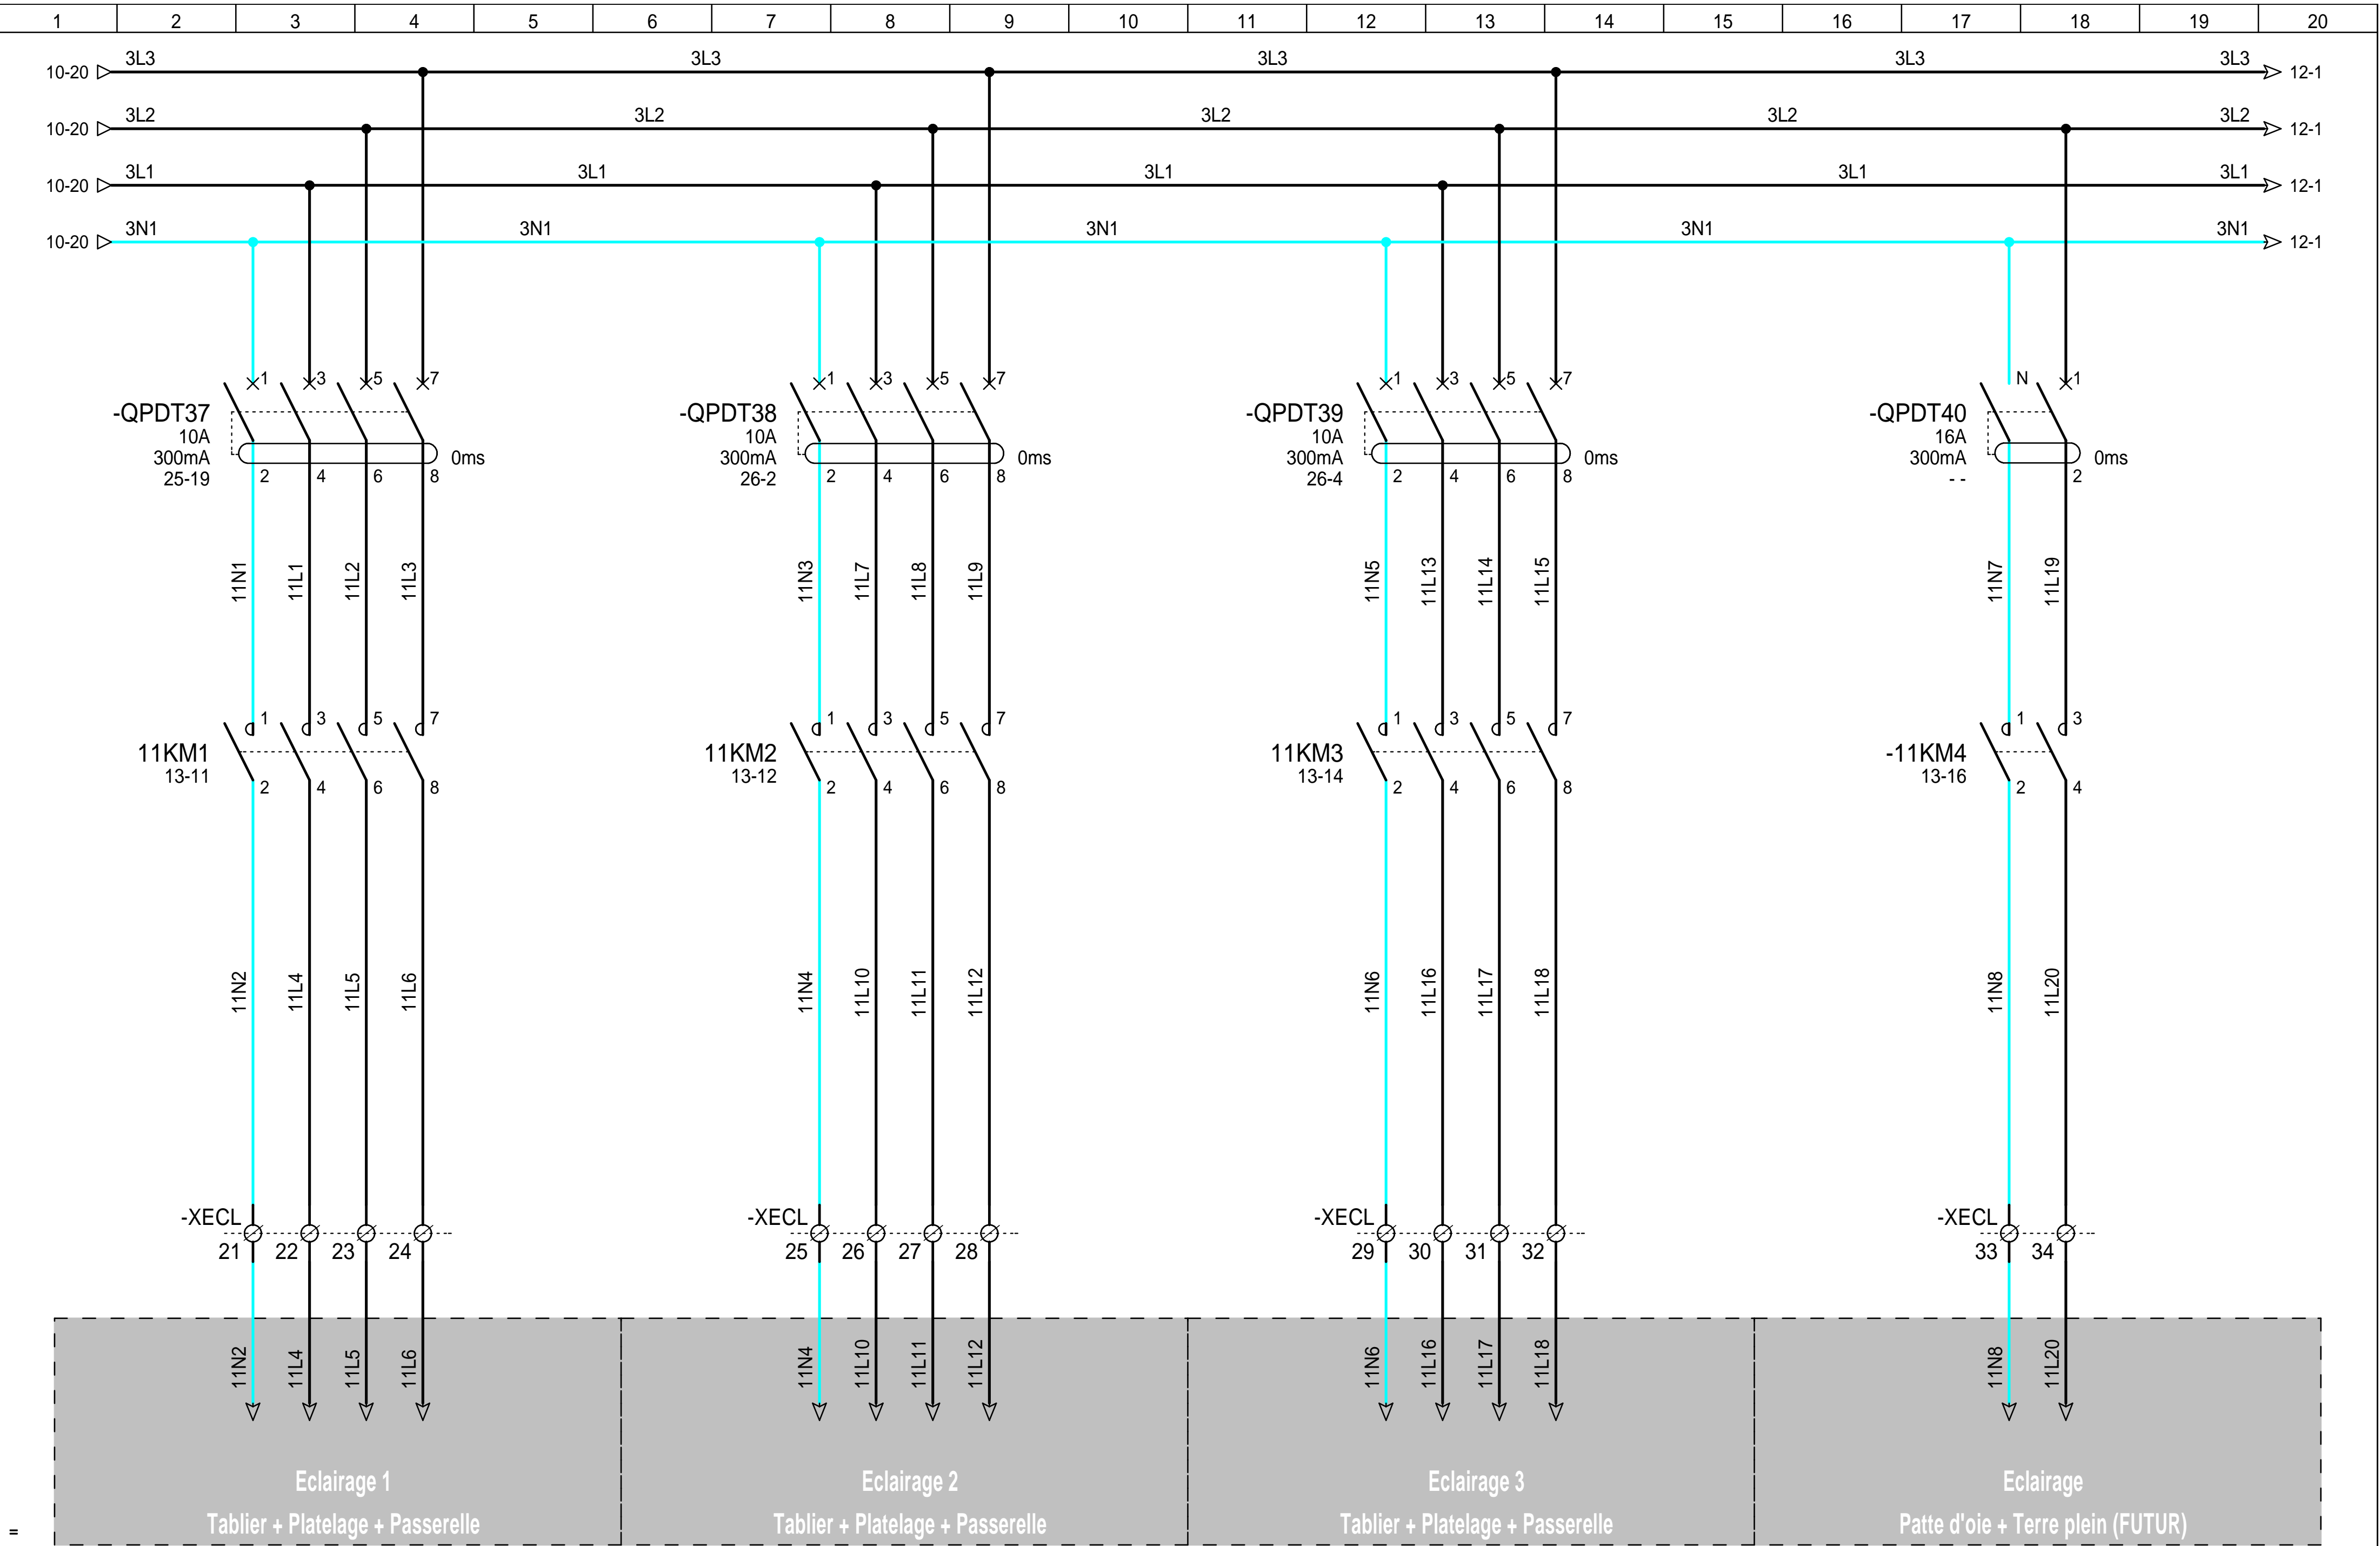 1 2 3 4 5 6 7 8 9 10 11 12 13 14 15 16 17 18 19 20
10-20 3L3 3L3 3L3 3L3 3L3 12-1
10-20 3L2 3L2 3L2 3L2 3L2 12-1
10-20 3L1 3L1 3L1 3L1 3L1 12-1
10-20 3N1 3N1 3N1 3N1 3N1 12-1
1 3 5 7 1 3 5 7 1 3 5 7 N 1
-QPDT37 -QPDT38 -QPDT39 -QPDT40
10A 10A 10A 16A
300mA 0ms 300mA 0ms 300mA 0ms 300mA 0ms
25-19 2 4 6 8 26-2 2 4 6 8 26-4 2 4 6 8 - - 2
11N1 11L1 11L2 11L3 11N3 11L7 11L8 11L9 11N5 11L13 11L14 11L15 11N7 11L19
1 3 5 7 1 3 5 7 1 3 5 7 1 3
11KM1 11KM2 11KM3 -11KM4
13-11 13-12 13-14 13-16
2 4 6 8 2 4 6 8 2 4 6 8 2 4
11N2 11L4 11L5 11L6 11N4 11L10 11L11 11L12 11N6 11L16 11L17 11L18 11N8 11L20
-XECL -XECL -XECL -XECL
21 22 23 24 25 26 27 28 29 30 31 32 33 34
11N2 11L4 11L5 11L6 11N4 11L10 11L11 11L12 11N6 11L16 11L17 11L18 11N8 11L20
Eclairage 1 Eclairage 2 Eclairage 3 Eclairage
= Tablier + Platelage + Passerelle Tablier + Platelage + Passerelle Tablier + Platelage + Passerelle Patte d'oie + Terre plein (FUTUR)